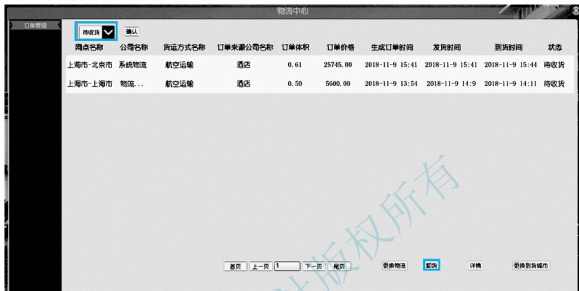 物流中心
订单管理
待收货 确认
网点名称 公司名称 货运方式名称 订单来源公司名称 订单体积 订单价格 生成订单时间 发货时间 到货时间 状态
上海市-北京市 系统物流 航空运输 酒店 0.61 25745.00 2018-11-9 15:41 2018-11-9 15:41 2018-11-9 15:44 待收货
上海市-上海市 物流... 航空运输 酒店 0.50 5600.00 2018-11-9 13:54 2018-11-9 14:9 2018-11-9 14:11 待收货
版权所有
首页 上一页 1 下一页 尾页 更换物流 卸货 详情 更换到货城市